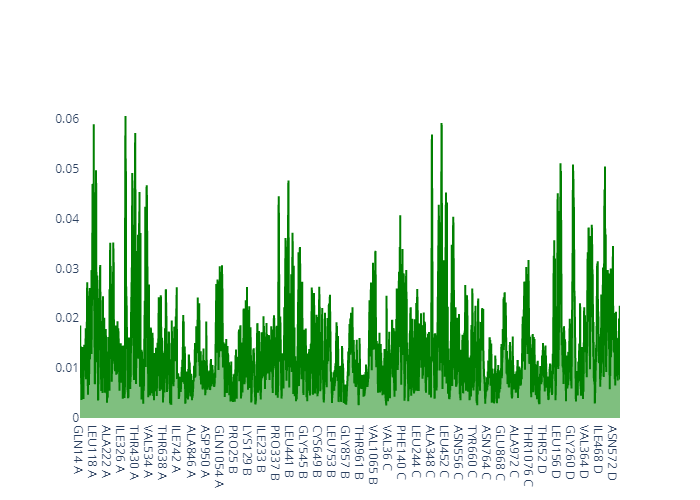 0.06
0.05
0.04
0.03
0.02
0.01
0
GLN14 A
LEU118 A
ALA222 A
ILE326 A
THR430 A
VAL534 A
THR638 A
ILE742 A
ALA846 A
ASP950 A
GLN1054 A
PRO25 B
LYS129 B
ILE233 B
PRO337 B
LEU441 B
GLY545 B
CYS649 B
LEU753 B
GLY857 B
THR961 B
VAL1065 B
VAL36 C
PHE140 C
LEU244 C
ALA348 C
LEU452 C
ASN556 C
TYR660 C
ASN764 C
GLU868 C
ALA972 C
THR1076 C
THR52 D
LEU156 D
GLY260 D
VAL364 D
ILE468 D
ASN572 D